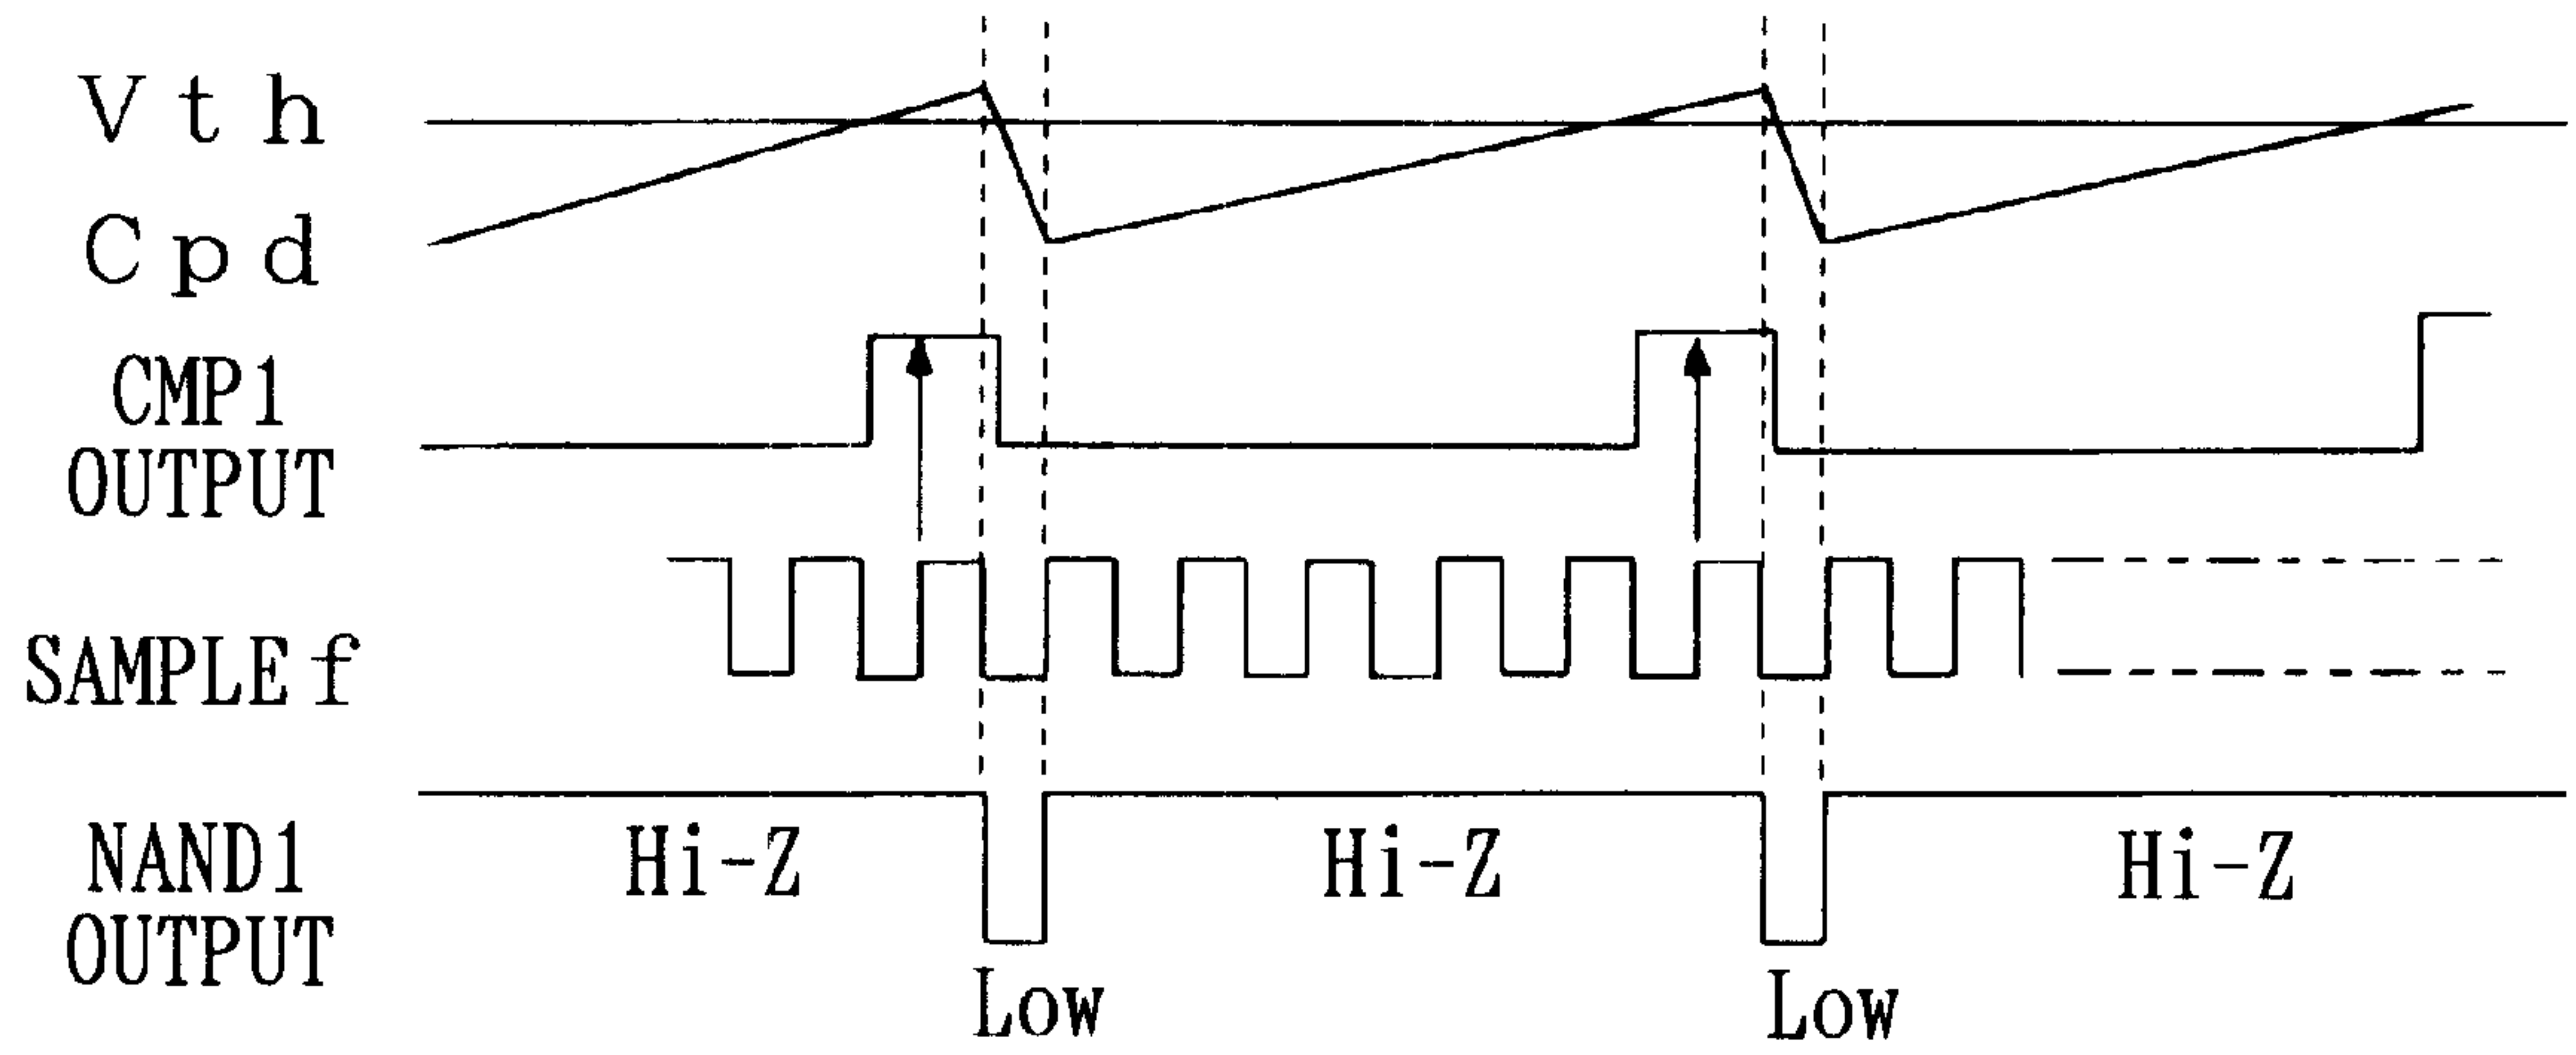 Vth
Cpd
CMP1
OUTPUT
SAMPLE f
NAND1
OUTPUT
Hi-Z
Hi-Z
Hi-Z
Low
Low